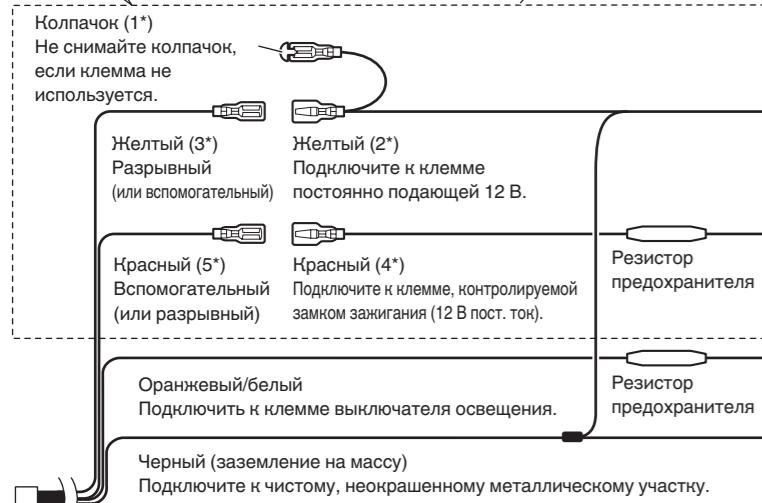 Колпачок (1*)
Не снимайте колпачок,
если клемма не
используется.
Желтый (3*)
Разрывный
(или вспомогательный)
Желтый (2*)
Подключите к клемме
постоянно подающей 12 В.
Красный (5*)
Вспомогательный
(или разрывный)
Красный (4*)
Подключите к клемме, контролируемой
замком зажигания (12 В пост. ток).
Резистор
предохранителя
Оранжевый/белый
Подключить к клемме выключателя освещения.
Резистор
предохранителя
Черный (заземление на массу)
Подключите к чистому, неокрашенному металлическому участку.